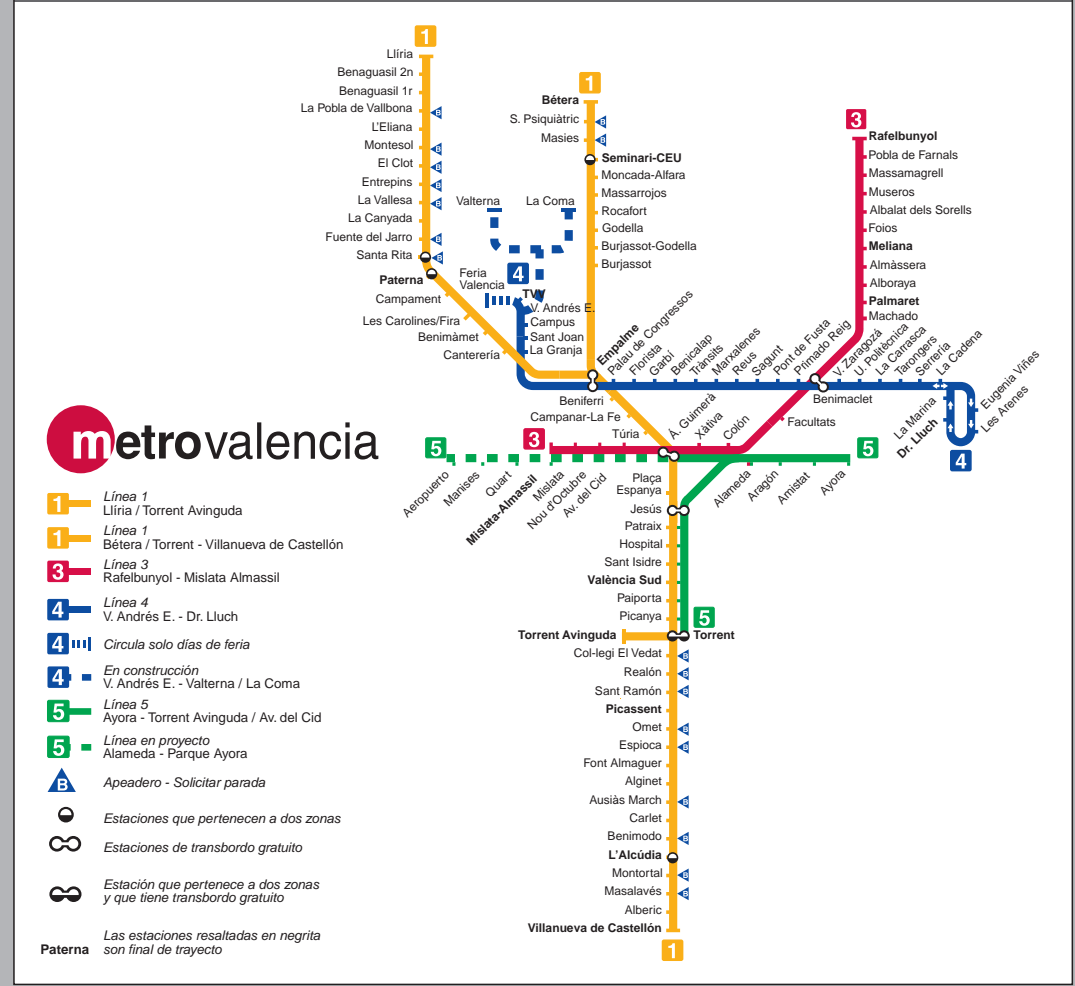 1
Llíria
Benaguasil 2n
Benaguasil 1r
La Pobla de Vallbona
L'Eliana
Montesol
El Clot
Entrepins
La Vallesa
La Canyada
Fuente del Jarro
Santa Rita
Paterna
Campament
Les Carolines/Fira
Benimàmet
Canterería
B
B
B
B
B
B
B
1
Bétera
S. Psiquiàtric
Masies
B
B
Seminari-CEU
Moncada-Alfara
Massarrojos
Rocafort
Godella
Burjassot-Godella
Burjassot
Valterna
La Coma
4
Feria
Valencia
TVV
V. Andrés E.
Campus
Sant Joan
La Granja
3
Rafelbunyol
Pobla de Farnals
Massamagrell
Museros
Albalat dels Sorells
Foios
Meliana
Almàssera
Alboraya
Palmaret
Machado
Empalme
Palau de Congressos
Florista
Garbí
Benicalap
Trànsits
Marxalenes
Reus
Sagunt
Pont de Fusta
Primado Reig
V. Zaragozá
U. Politècnica
La Carrasca
Tarongers
Serrería
La Cadena
Eugenia Viñes
Les Arenes
La Marina
Dr. Lluch
4
Benimaclet
Facultats
Beniferri
Campanar-La Fe
Túria
À. Guimerà
Xàtiva
Colón
3
5
5
Aeropuerto
Manises
Quart
Mislata-Almassil
Mislata
Nou d'Octubre
Av. del Cid
Alameda
Aragón
Amistat
Ayora
Plaça
Espanya
Jesús
Patraix
Hospital
Sant Isidre
València Sud
Paiporta
Picanya
5
Torrent Avinguda
Torrent
Col-legi El Vedat
Realón
Sant Ramón
Picassent
Omet
Espioca
Font Almaguer
Alginet
Ausiàs March
Carlet
Benimodo
L'Alcúdia
Montortal
Masalavés
Alberic
Villanueva de Castellón
B
B
B
B
B
B
B
B
B
1
metrovalencia
1
Línea 1
Llíria / Torrent Avinguda
1
Línea 1
Bétera / Torrent - Villanueva de Castellón
3
Línea 3
Rafelbunyol - Mislata Almassil
4
Línea 4
V. Andrés E. - Dr. Lluch
4
Circula solo días de feria
4
En construcción
V. Andrés E. - Valterna / La Coma
5
Línea 5
Ayora - Torrent Avinguda / Av. del Cid
5
Línea en proyecto
Alameda - Parque Ayora
B
Apeadero - Solicitar parada
Estaciones que pertenecen a dos zonas
Estaciones de transbordo gratuito
Estación que pertenece a dos zonas
y que tiene transbordo gratuito
Paterna
Las estaciones resaltadas en negrita
son final de trayecto